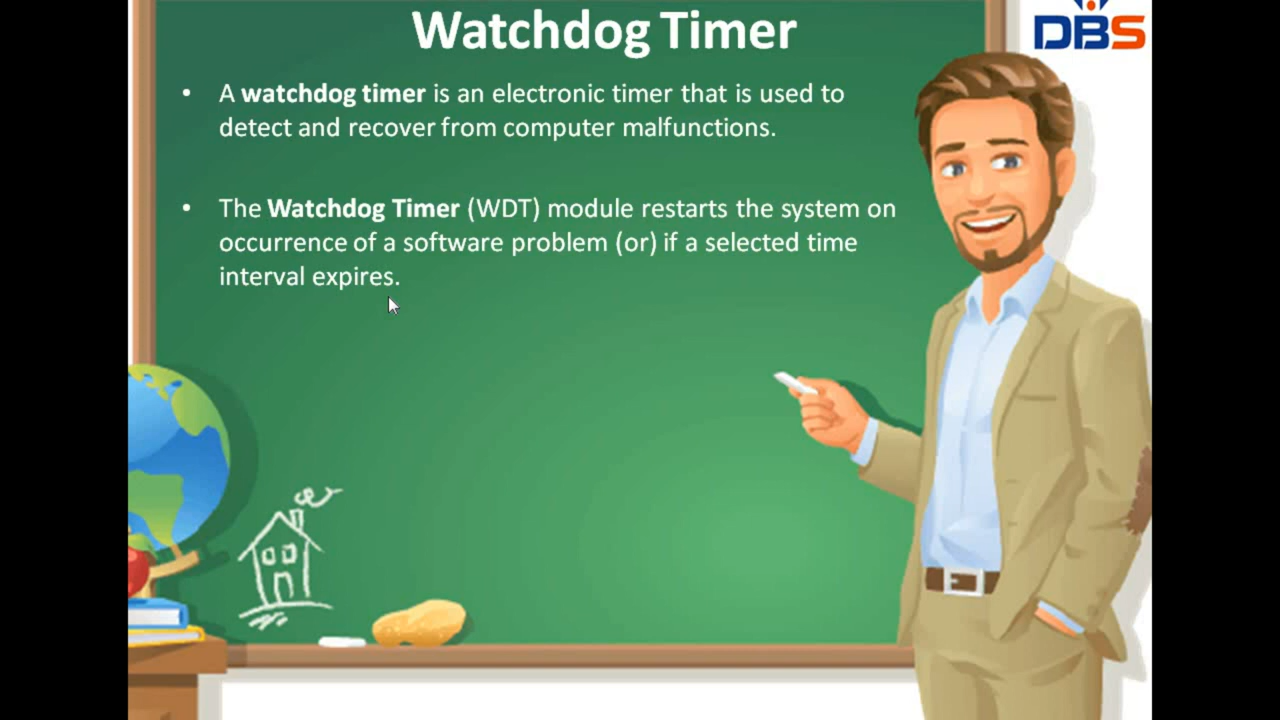 Watchdog Timer
DBS
• A watchdog timer is an electronic timer that is used to
detect and recover from computer malfunctions.
• The Watchdog Timer (WDT) module restarts the system on
occurrence of a software problem (or) if a selected time
interval expires.